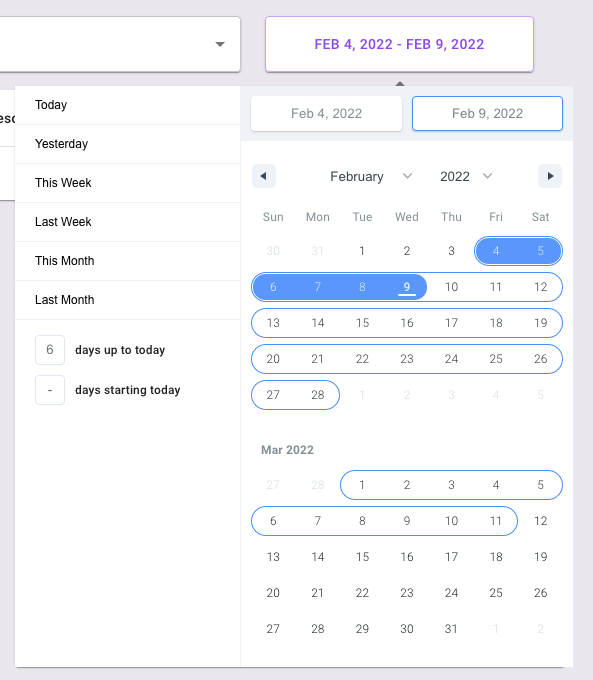 FEB 4, 2022 - FEB 9, 2022
esc
Today
Yesterday
This Week
Last Week
This Month
Last Month
6 days up to today
- days starting today
Feb 4, 2022 Feb 9, 2022
February 2022
Sun Mon Tue Wed Thu Fri Sat
30 31 1 2 3 4 5
6 7 8 9 10 11 12
13 14 15 16 17 18 19
20 21 22 23 24 25 26
27 28 1 2 3 4 5
Mar 2022
27 28 1 2 3 4 5
6 7 8 9 10 11 12
13 14 15 16 17 18 19
20 21 22 23 24 25 26
27 28 29 30 31 1 2